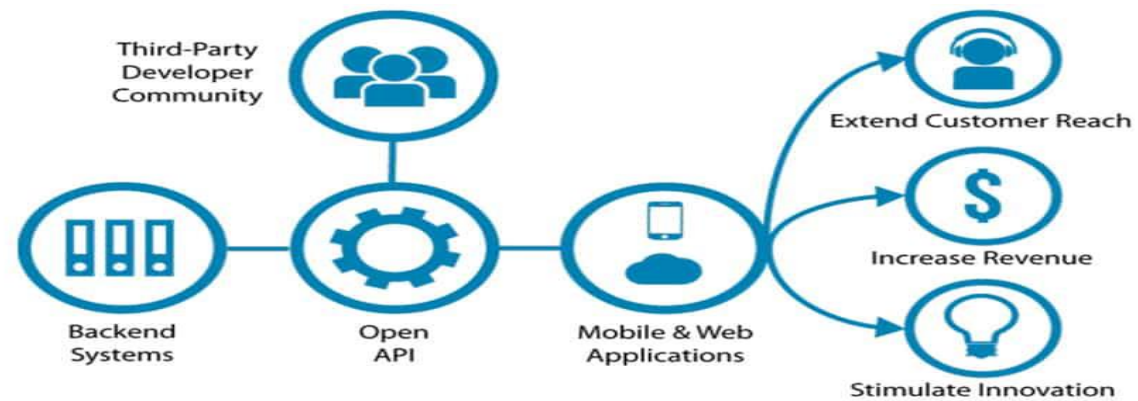 Third-Party
Developer
Community
Extend Customer Reach
$
Increase Revenue
Backend
Systems
Open
API
Mobile & Web
Applications
Stimulate Innovation